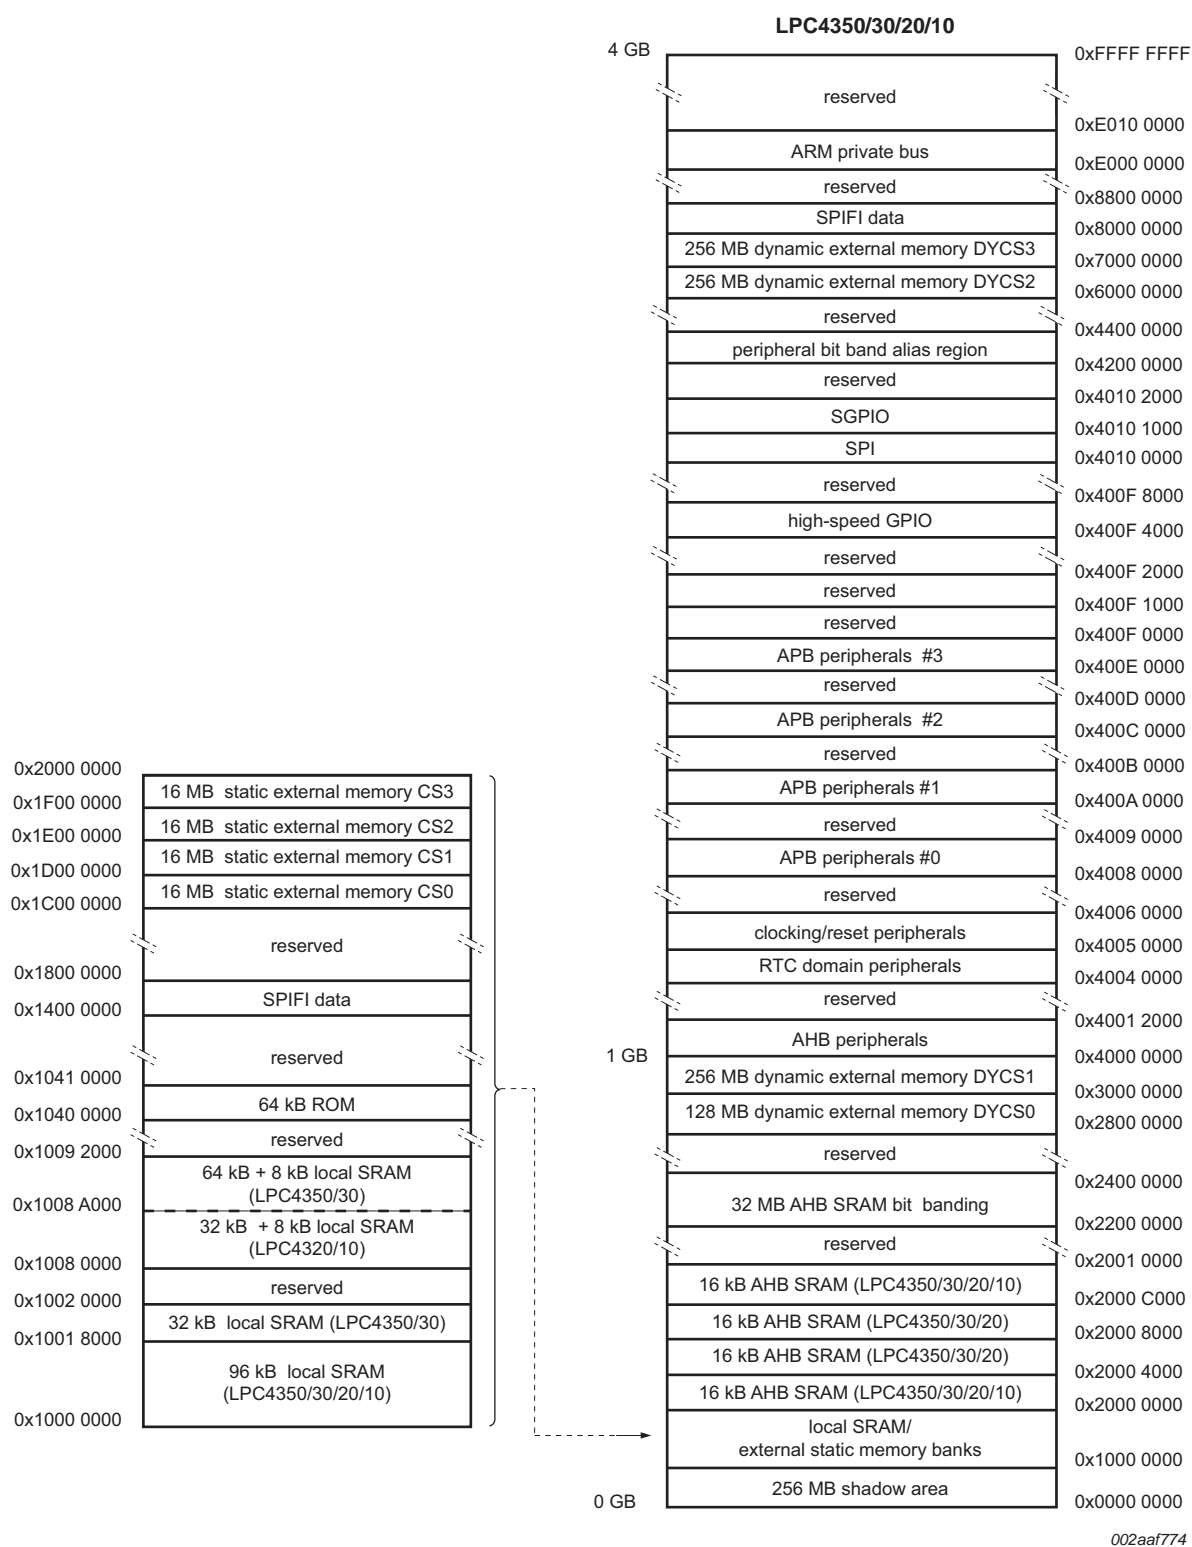 LPC4350/30/20/10
4 GB
0xFFFF FFFF
reserved
0xE010 0000
ARM private bus
0xE000 0000
reserved
0x8800 0000
SPIFI data
0x8000 0000
256 MB dynamic external memory DYCS3
0x7000 0000
256 MB dynamic external memory DYCS2
0x6000 0000
reserved
0x4400 0000
peripheral bit band alias region
0x4200 0000
reserved
0x4010 2000
SGPIO
0x4010 1000
SPI
0x4010 0000
reserved
0x400F 8000
high-speed GPIO
0x400F 4000
reserved
0x400F 2000
reserved
0x400F 1000
reserved
0x400F 0000
APB peripherals #3
0x400E 0000
reserved
0x400D 0000
APB peripherals #2
0x400C 0000
reserved
0x400B 0000
APB peripherals #1
0x400A 0000
reserved
0x4009 0000
APB peripherals #0
0x4008 0000
reserved
0x4006 0000
clocking/reset peripherals
0x4005 0000
RTC domain peripherals
0x4004 0000
reserved
0x4001 2000
AHB peripherals
1 GB
0x4000 0000
256 MB dynamic external memory DYCS1
0x3000 0000
128 MB dynamic external memory DYCS0
0x2800 0000
reserved
0x2400 0000
32 MB AHB SRAM bit banding
0x2200 0000
reserved
0x2001 0000
16 kB AHB SRAM (LPC4350/30/20/10)
0x2000 C000
16 kB AHB SRAM (LPC4350/30/20)
0x2000 8000
16 kB AHB SRAM (LPC4350/30/20)
0x2000 4000
16 kB AHB SRAM (LPC4350/30/20/10)
0x2000 0000
local SRAM/
external static memory banks
0x1000 0000
256 MB shadow area
0 GB
0x0000 0000
0x2000 0000
16 MB static external memory CS3
0x1F00 0000
16 MB static external memory CS2
0x1E00 0000
16 MB static external memory CS1
0x1D00 0000
16 MB static external memory CS0
0x1C00 0000
reserved
0x1800 0000
SPIFI data
0x1400 0000
reserved
0x1041 0000
64 kB ROM
0x1040 0000
reserved
0x1009 2000
64 kB + 8 kB local SRAM
(LPC4350/30)
0x1008 A000
32 kB + 8 kB local SRAM
(LPC4320/10)
0x1008 0000
reserved
0x1002 0000
32 kB local SRAM (LPC4350/30)
0x1001 8000
96 kB local SRAM
(LPC4350/30/20/10)
0x1000 0000
002aaf774